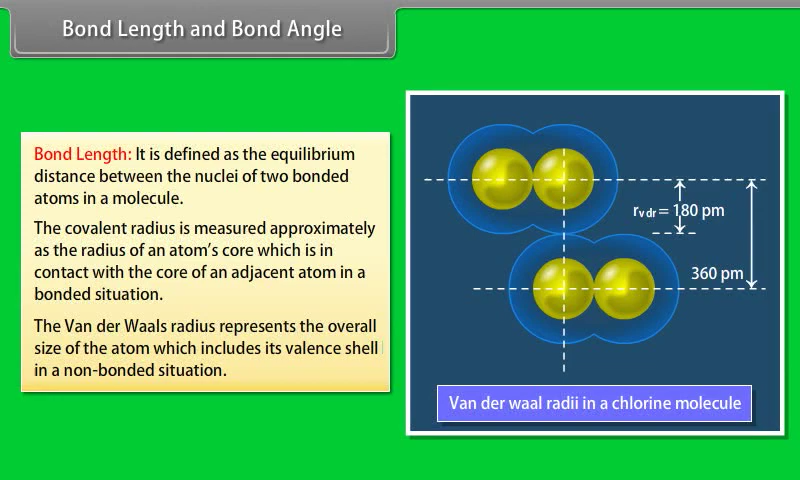 Bond Length and Bond Angle
Bond Length: It is defined as the equilibrium
distance between the nuclei of two bonded
atoms in a molecule.
The covalent radius is measured approximately
as the radius of an atom's core which is in
contact with the core of an adjacent atom in a
bonded situation.
The Van der Waals radius represents the overall
size of the atom which includes its valence shell
in a non-bonded situation.
rvdr = 180 pm
360 pm
Van der waal radii in a chlorine molecule